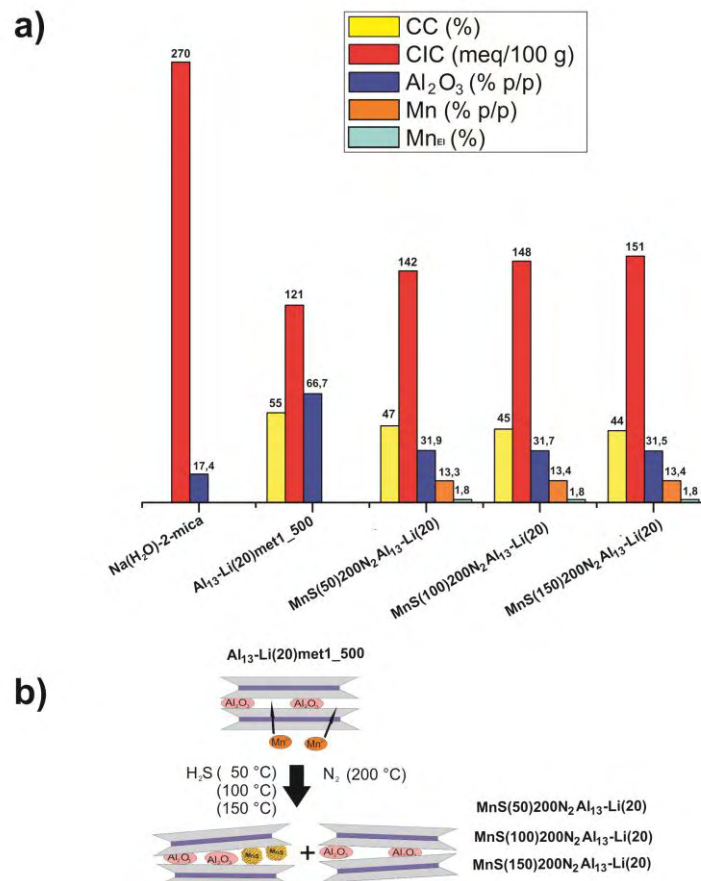 a)
CC (%)
CIC (meq/100 g)
Al₂O₃ (% p/p)
Mn (% p/p)
Mn_EI (%)
270
17,4
55
121
66,7
47
142
31,9
13,3
1,8
45
148
31,7
13,4
1,8
44
151
31,5
13,4
1,8
Na(H₂O)-2-mica
Al₁₃-Li(20)met1_500
MnS(50)200N₂Al₁₃-Li(20)
MnS(100)200N₂Al₁₃-Li(20)
MnS(150)200N₂Al₁₃-Li(20)
b)
Al₁₃-Li(20)met1_500
Al₂O₃ Al₂O₃
Mn Mn
H₂S ( 50 °C) N₂ (200 °C)
(100 °C)
(150 °C)
MnS(50)200N₂Al₁₃-Li(20)
MnS(100)200N₂Al₁₃-Li(20)
MnS(150)200N₂Al₁₃-Li(20)
Al₂O₃ Al₂O₃ MnS MnS + Al₂O₃ Al₂O₃